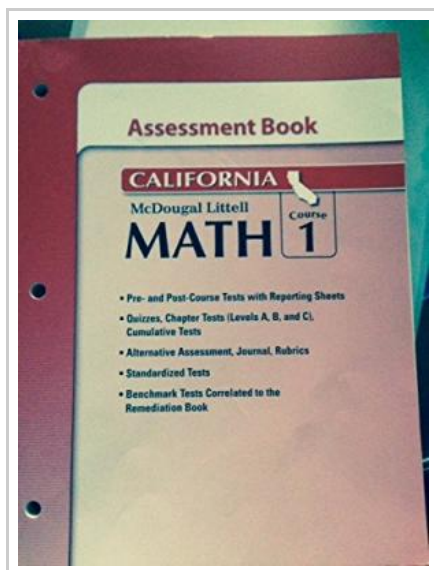 Assessment Book
CALIFORNIA
McDougal Littell
Course
MATH 1
• Pre- and Post-Course Tests with Reporting Sheets
• Quizzes, Chapter Tests (Levels A, B, and C),
Cumulative Tests
• Alternative Assessment, Journal, Rubrics
• Standardized Tests
• Benchmark Tests Correlated to the
Remediation Book